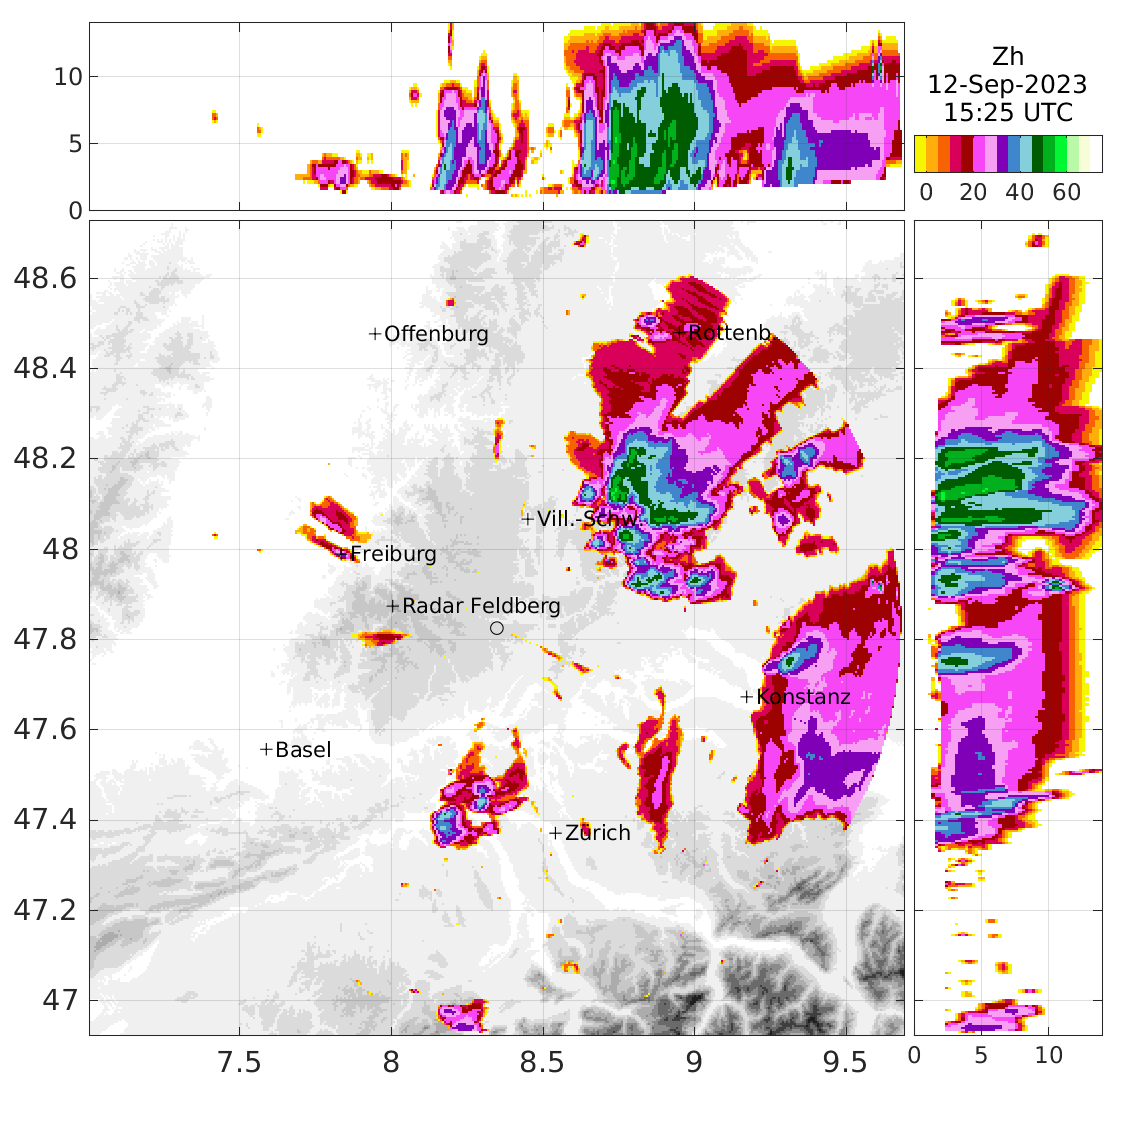 10
5
0
Zh
12-Sep-2023
15:25 UTC
0 20 40 60
48.6
48.4
48.2
48
47.8
47.6
47.4
47.2
47
+Offenburg
+Rottenb.
+Vill.-Schw.
+Freiburg
+Radar Feldberg
+Konstanz
+Basel
+Zürich
7.5 8 8.5 9 9.5
0 5 10